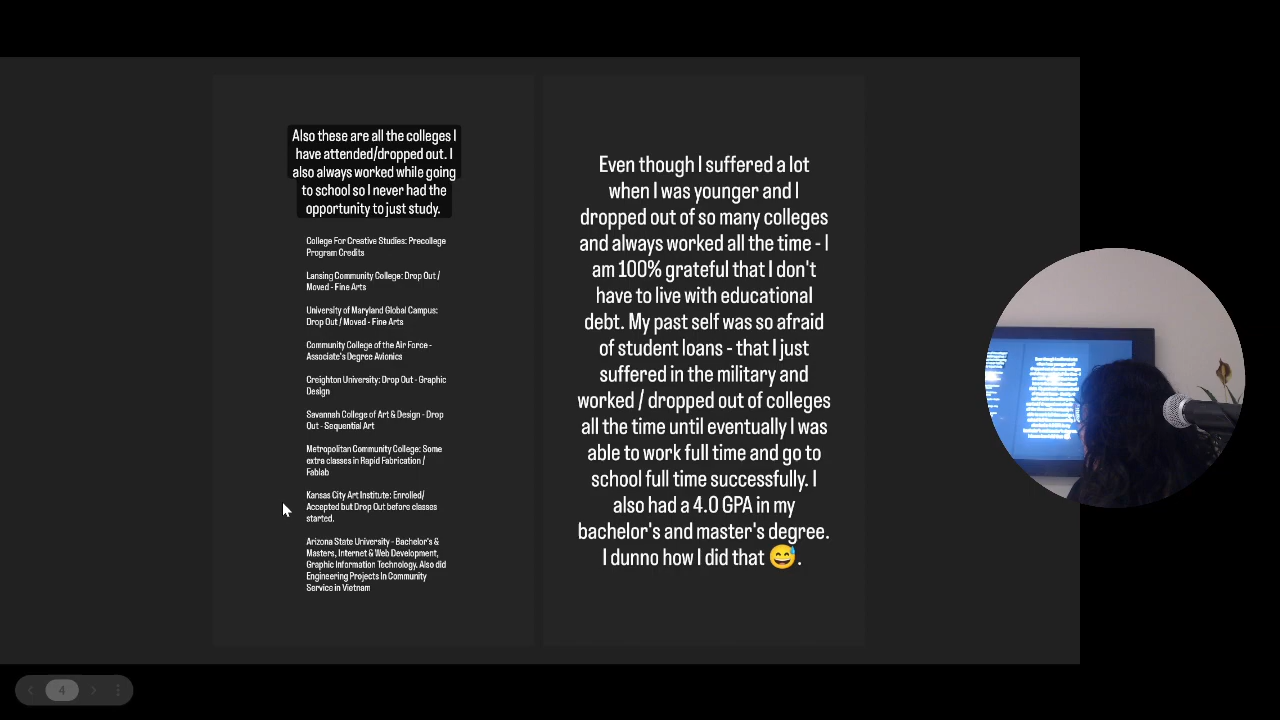 Also these are all the colleges I
have attended/dropped out. I
also always worked while going
to school so I never had the
opportunity to just study.
College For Creative Studies: Precollege
Program Credits
Lansing Community College: Drop Out /
Moved - Fine Arts
University of Maryland Global Campus:
Drop Out / Moved - Fine Arts
Community College of the Air Force -
Associate's Degree Avionics
Creighton University: Drop Out - Graphic
Design
Savannah College of Art & Design - Drop
Out - Sequential Art
Metropolitan Community College: Some
extra classes in Rapid Fabrication /
Fablab
Kansas City Art Institute: Enrolled/
Accepted but Drop Out before classes
started.
Arizona State University - Bachelor's &
Masters, Internet & Web Development,
Graphic Information Technology. Also did
Engineering Projects In Community
Service in Vietnam
Even though I suffered a lot
when I was younger and I
dropped out of so many colleges
and always worked all the time - I
am 100% grateful that I don't
have to live with educational
debt. My past self was so afraid
of student loans - that I just
suffered in the military and
worked / dropped out of colleges
all the time until eventually I was
able to work full time and go to
school full time successfully. I
also had a 4.0 GPA in my
bachelor's and master's degree.
I dunno how I did that 😅.
4